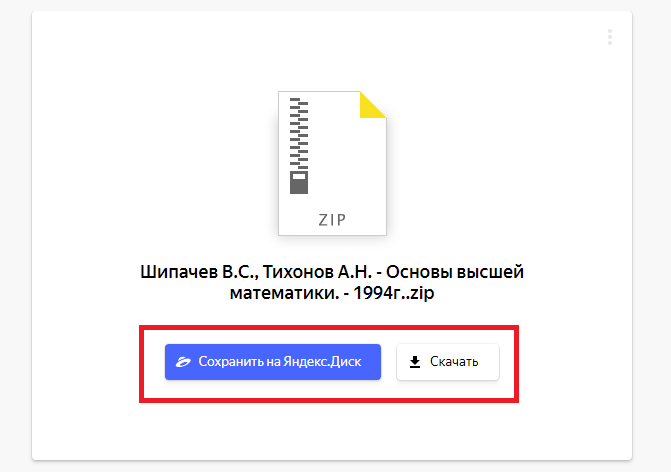 ZIP
Шипачев В.С., Тихонов А.Н. - Основы высшей
математики. - 1994г..zip
Сохранить на Яндекс.Диск
Скачать